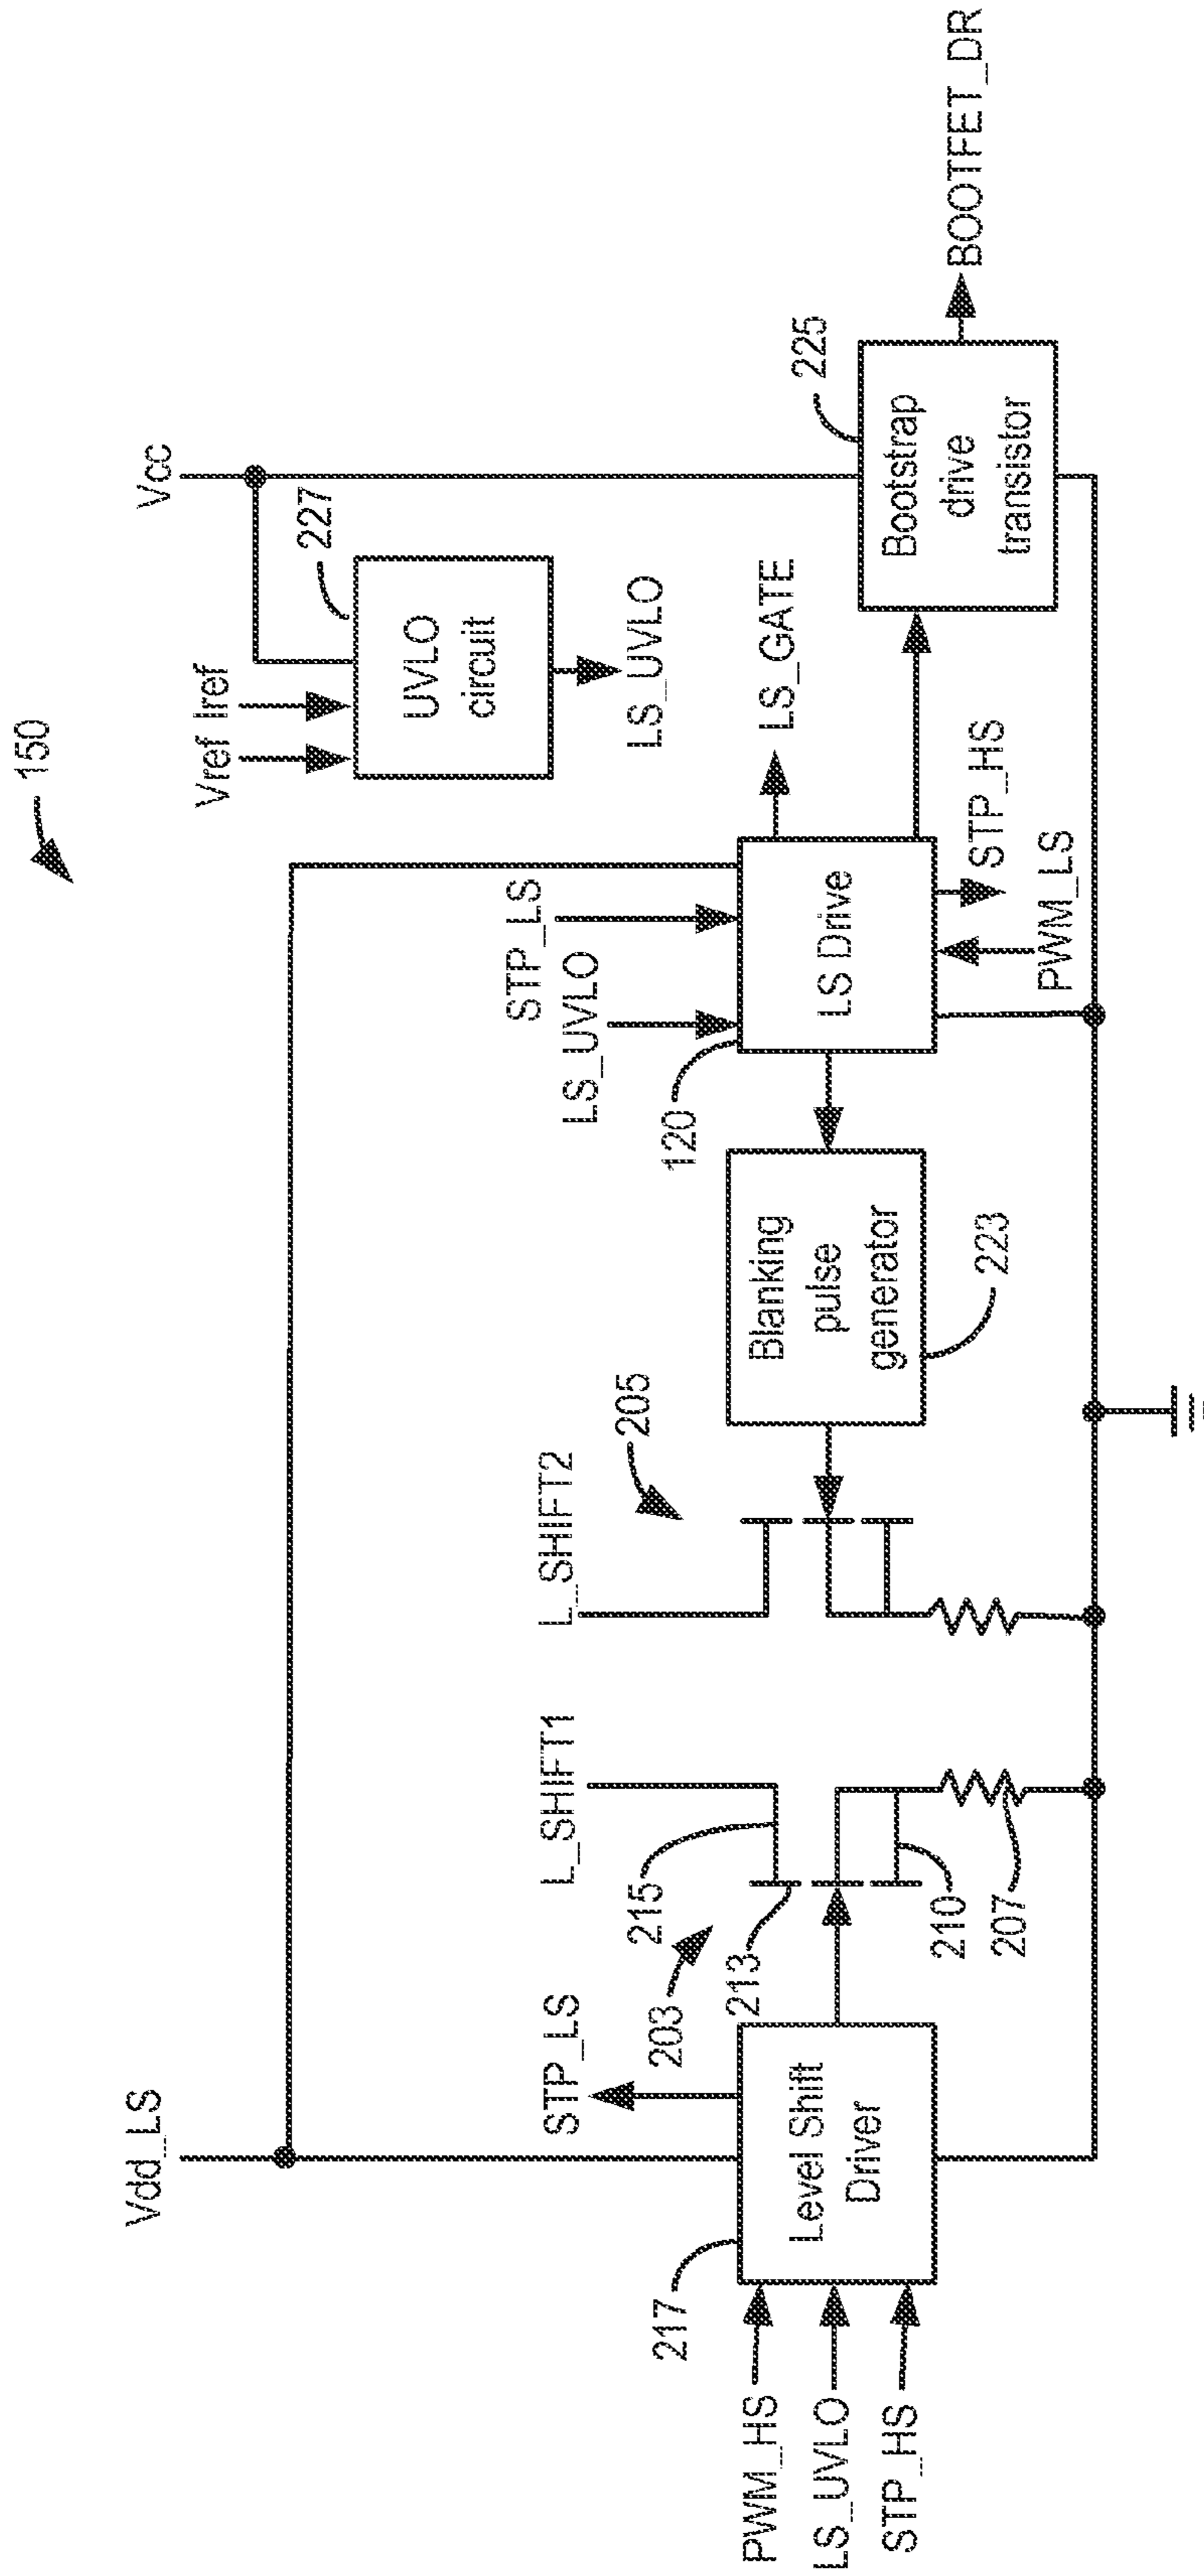 150
Vdd_LS
Vref Iref
Vcc
227
UVLO
circuit
LS_UVLO
STP_LS
L_SHIFT1
L_SHIFT2
205
STP_LS
LS_UVLO
120
LS_GATE
225
Bootstrap
drive
transistor
BOOTFET_DR
217
Level Shift
Driver
PWM_HS
LS_UVLO
STP_HS
203
213
215
210
207
Blanking
pulse
generator
223
LS Drive
STP_HS
PWM_LS